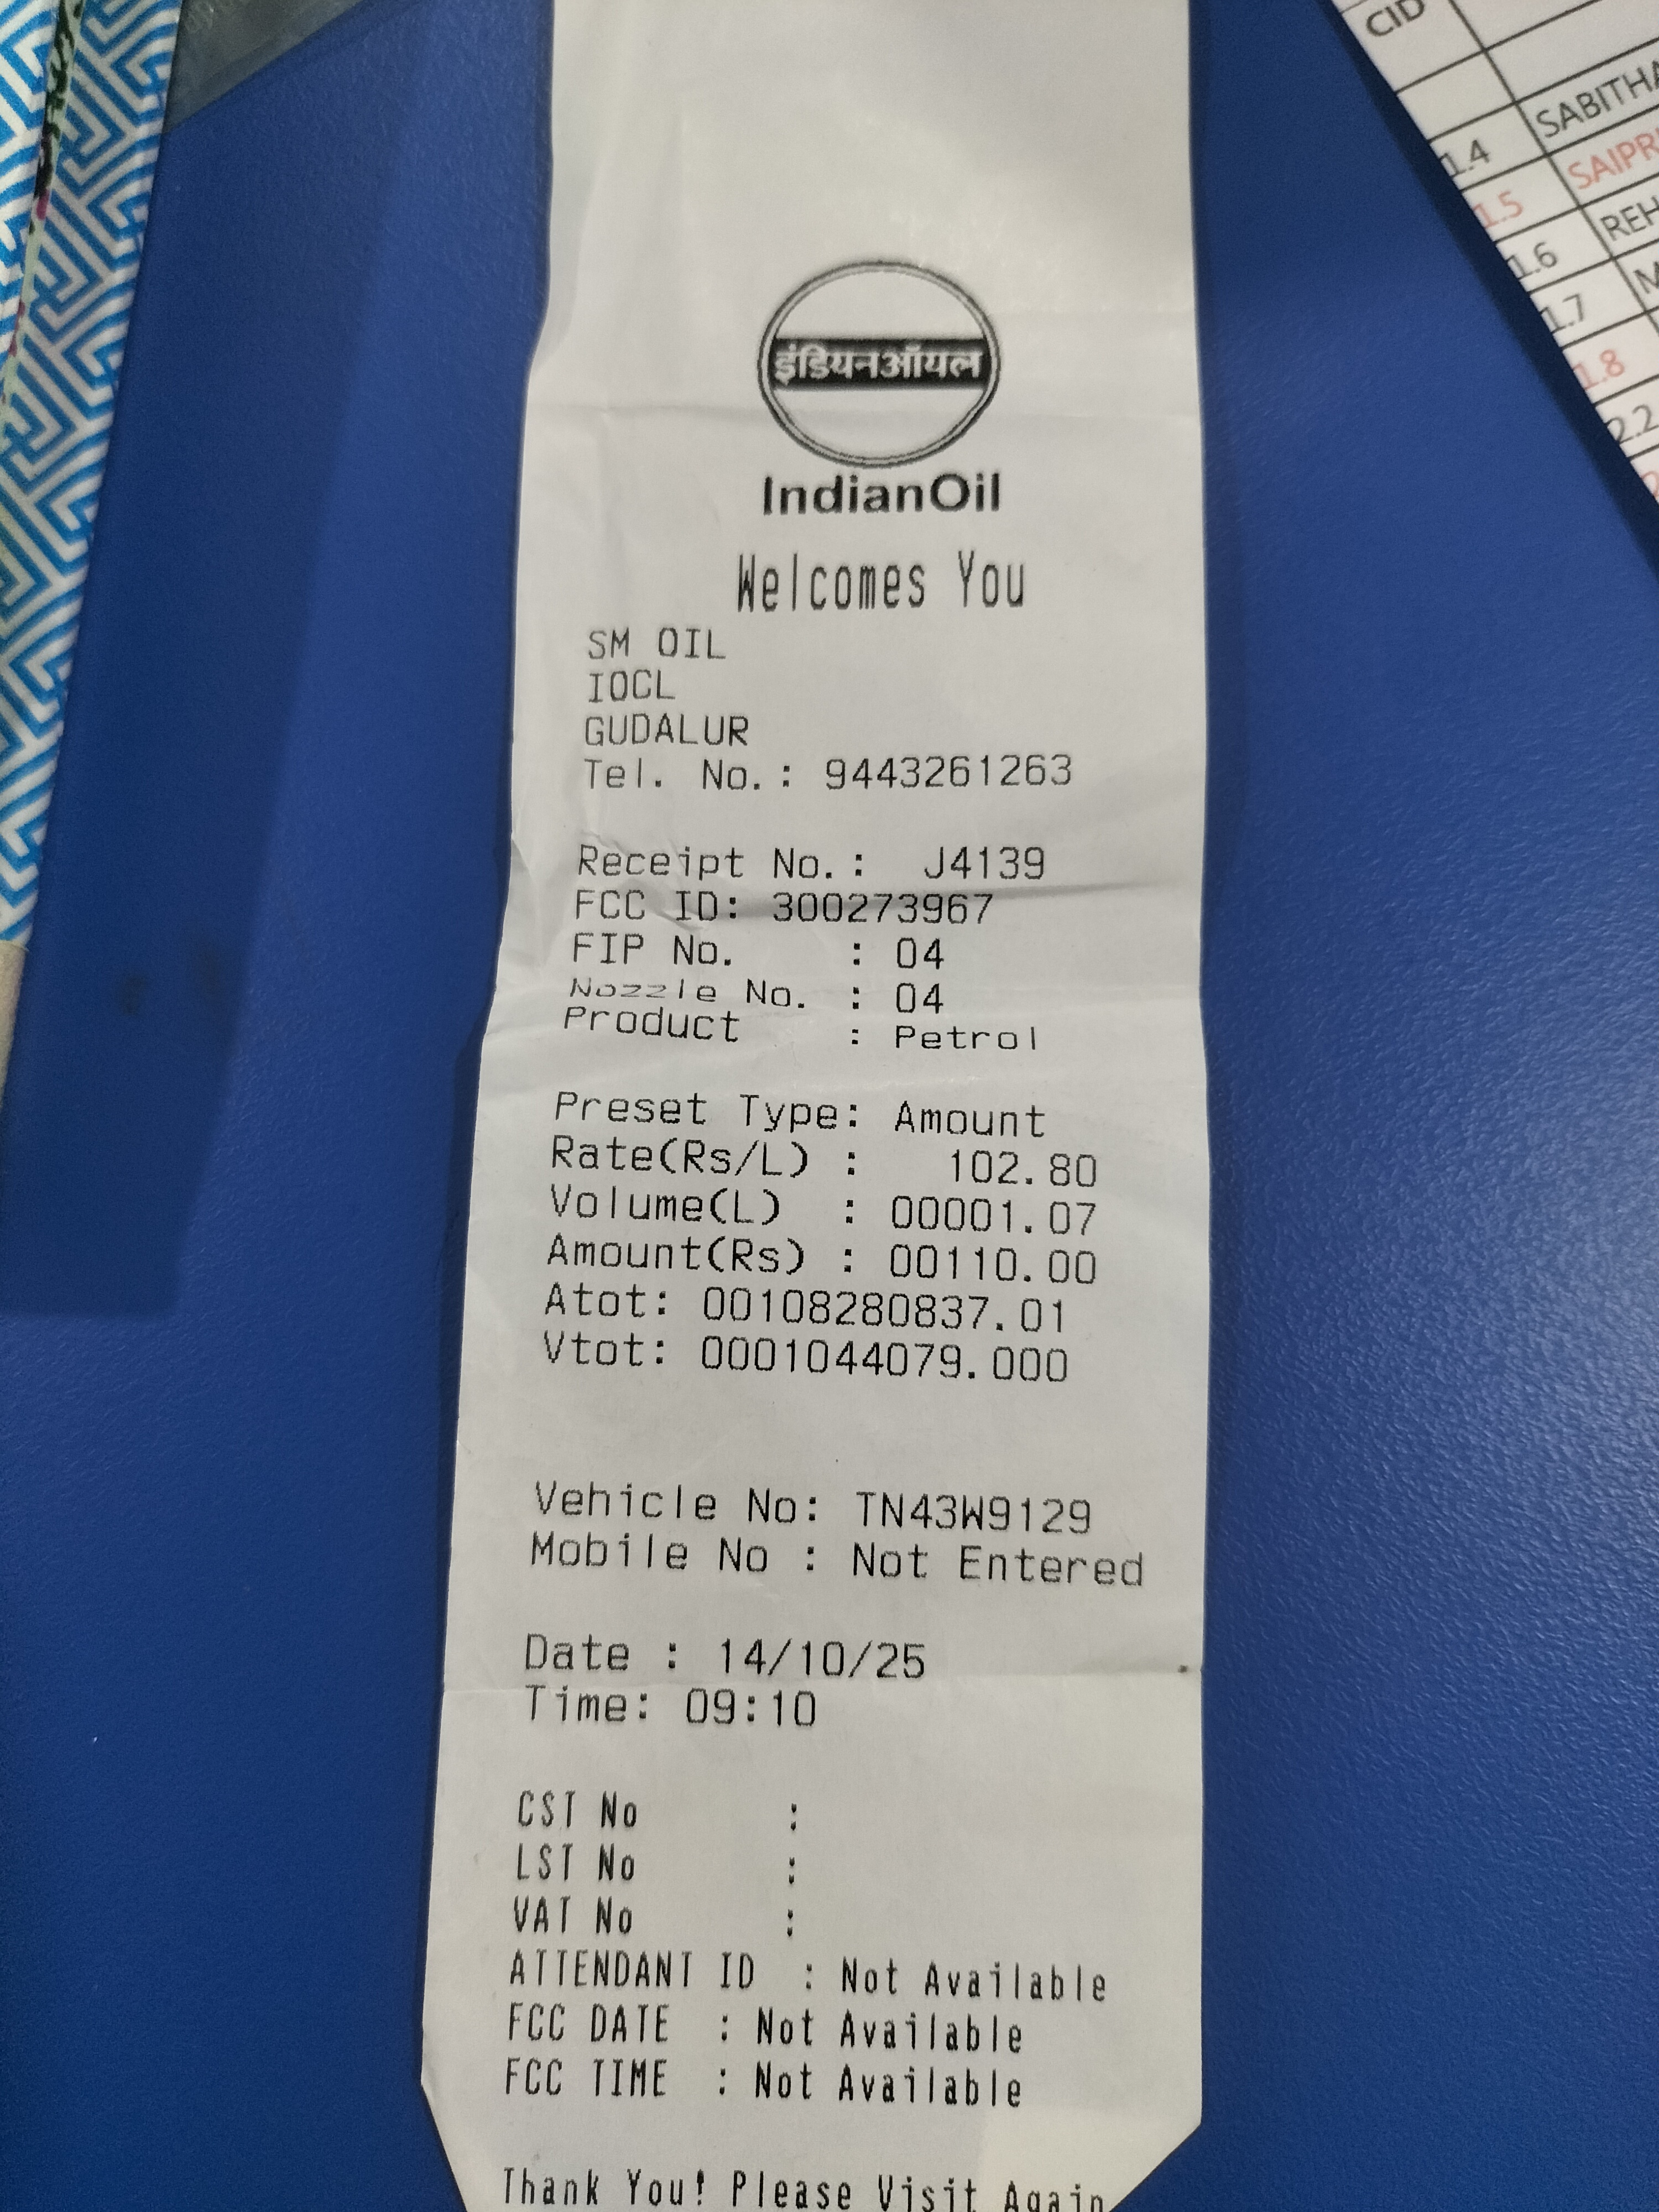 इंडियनऑयल
IndianOil
Welcomes You
SM OIL
IOCL
GUDALUR
Tel. No.: 9443261263
Receipt No.: J4139
FCC ID: 300273967
FIP No. : 04
Nozzle No. : 04
Product : Petrol
Preset Type: Amount
Rate(Rs/L) : 102.80
Volume(L) : 00001.07
Amount(Rs) : 00110.00
Atot: 00108280837.01
Vtot: 0001044079.000
Vehicle No: TN43W9129
Mobile No : Not Entered
Date : 14/10/25
Time: 09:10
CST No :
LST No :
VAT No :
ATTENDANT ID : Not Available
FCC DATE : Not Available
FCC TIME : Not Available
Thank You! Please Visit Again
CID
1.4 SABITHA
1.5
1.6
1.7
1.8
2.2